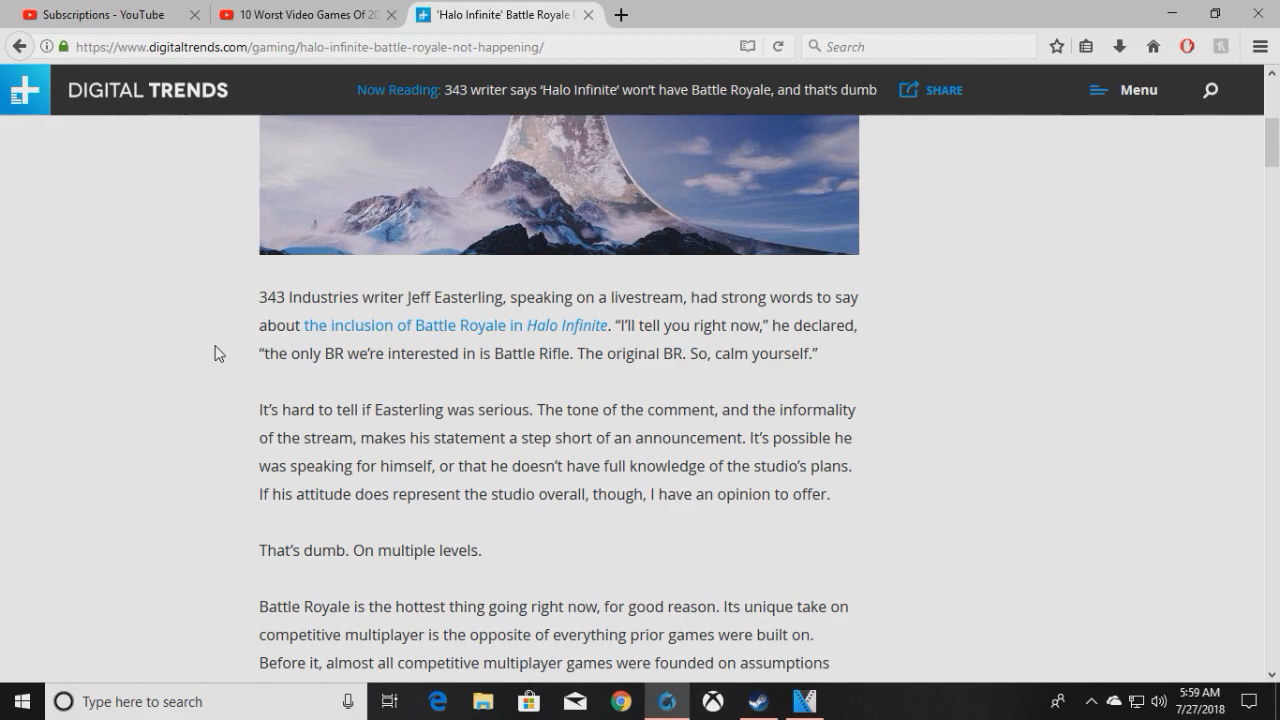 Subscriptions - YouTube
10 Worst Video Games Of 20
'Halo Infinite' Battle Royale
https://www.digitaltrends.com/gaming/halo-infinite-battle-royale-not-happening/
Search
DIGITAL TRENDS
Now Reading: 343 writer says ‘Halo Infinite’ won’t have Battle Royale, and that’s dumb
SHARE
Menu
343 Industries writer Jeff Easterling, speaking on a livestream, had strong words to say
about the inclusion of Battle Royale in Halo Infinite. “I’ll tell you right now,” he declared,
“the only BR we’re interested in is Battle Rifle. The original BR. So, calm yourself.”
It’s hard to tell if Easterling was serious. The tone of the comment, and the informality
of the stream, makes his statement a step short of an announcement. It’s possible he
was speaking for himself, or that he doesn’t have full knowledge of the studio’s plans.
If his attitude does represent the studio overall, though, I have an opinion to offer.
That’s dumb. On multiple levels.
Battle Royale is the hottest thing going right now, for good reason. Its unique take on
competitive multiplayer is the opposite of everything prior games were built on.
Before it, almost all competitive multiplayer games were founded on assumptions
Type here to search
5:59 AM
7/27/2018